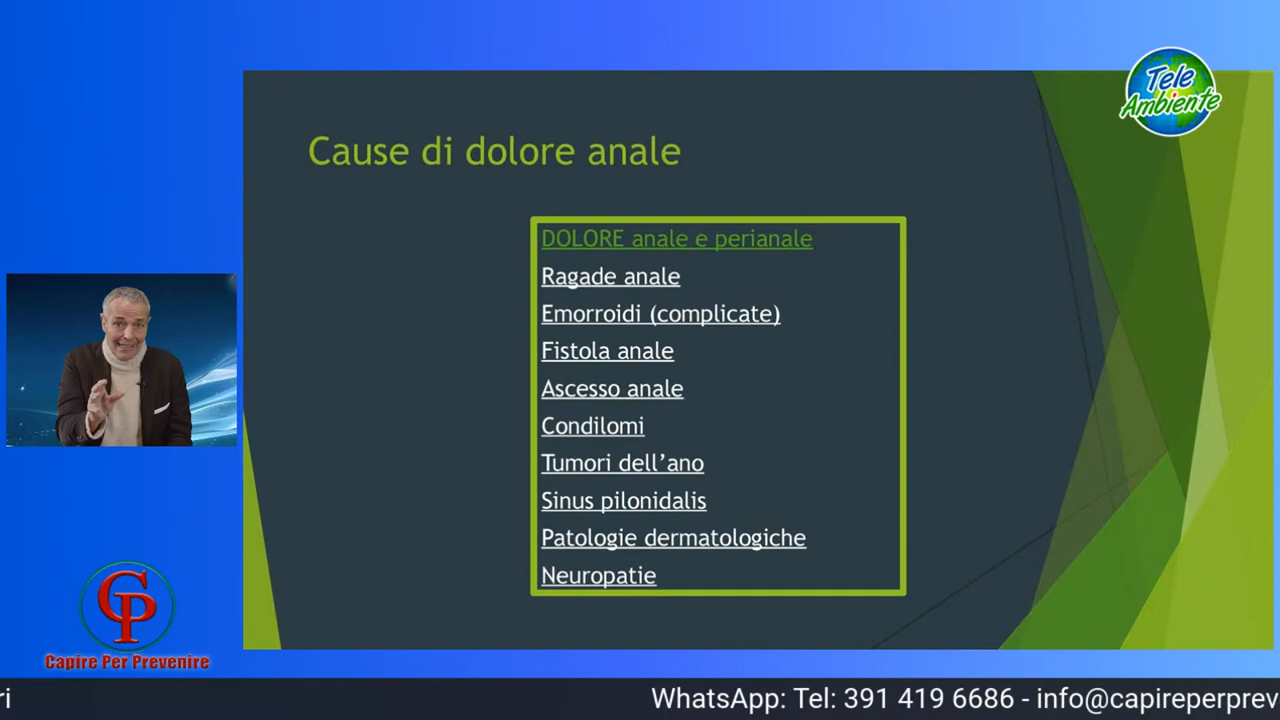 Tele
Ambiente
Cause di dolore anale
DOLORE anale e perianale
Ragade anale
Emorroidi (complicate)
Fistola anale
Ascesso anale
Condilomi
Tumori dell’ano
Sinus pilonidalis
Patologie dermatologiche
Neuropatie
CP
Capire Per Prevenire
ri
WhatsApp: Tel: 391 419 6686 - info@capireperprev